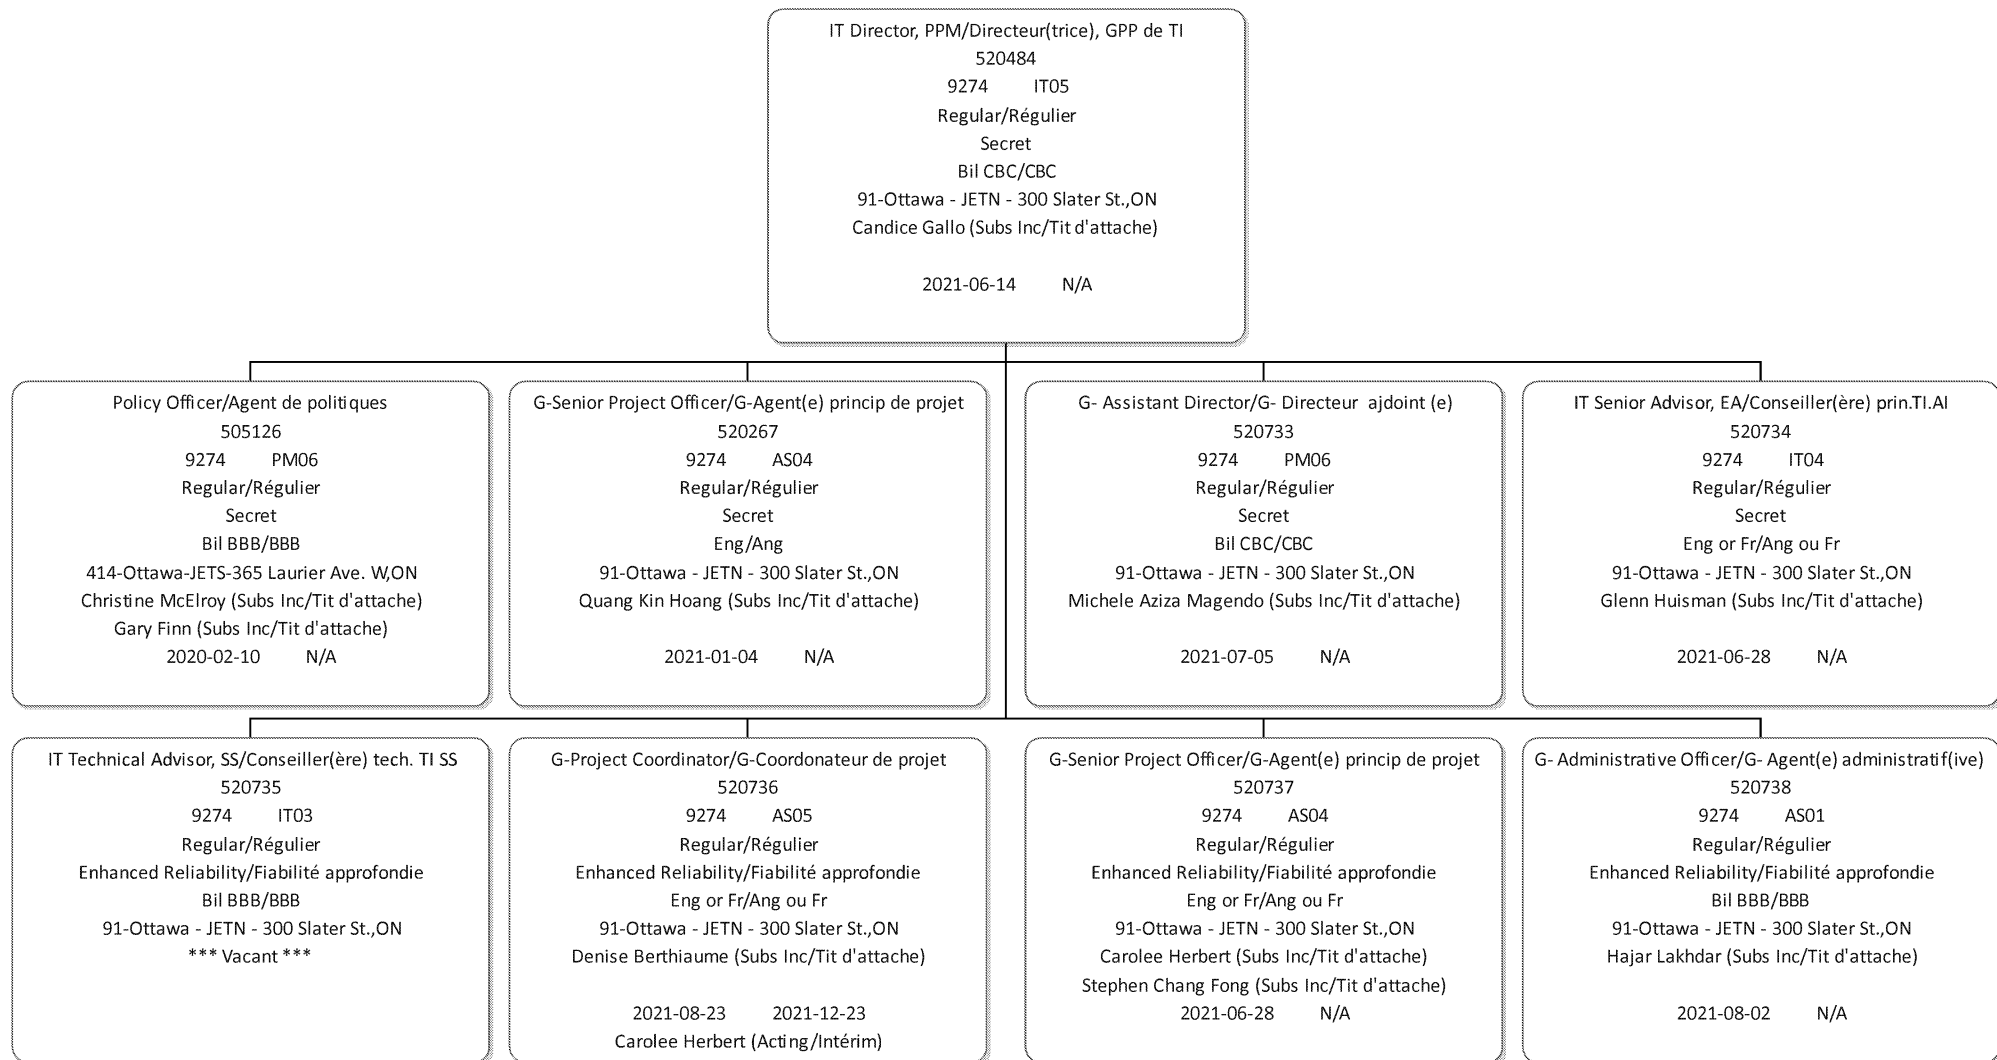 IT Director, PPM/Directeur(trice), GPP de TI
520484
9274 IT05
Regular/Régulier
Secret
Bil CBC/CBC
91-Ottawa - JETN - 300 Slater St.,ON
Candice Gallo (Subs Inc/Tit d'attache)
2021-06-14 N/A
Policy Officer/Agent de politiques
505126
9274 PM06
Regular/Régulier
Secret
Bil BBB/BBB
414-Ottawa-JETS-365 Laurier Ave. W,ON
Christine McElroy (Subs Inc/Tit d'attache)
Gary Finn (Subs Inc/Tit d'attache)
2020-02-10 N/A
G-Senior Project Officer/G-Agent(e) princip de projet
520267
9274 AS04
Regular/Régulier
Secret
Eng/Ang
91-Ottawa - JETN - 300 Slater St.,ON
Quang Kin Hoang (Subs Inc/Tit d'attache)
2021-01-04 N/A
G- Assistant Director/G- Directeur ajdoint (e)
520733
9274 PM06
Regular/Régulier
Secret
Bil CBC/CBC
91-Ottawa - JETN - 300 Slater St.,ON
Michele Aziza Magendo (Subs Inc/Tit d'attache)
2021-07-05 N/A
IT Senior Advisor, EA/Conseiller(ère) prin.TI.AI
520734
9274 IT04
Regular/Régulier
Secret
Eng or Fr/Ang ou Fr
91-Ottawa - JETN - 300 Slater St.,ON
Glenn Huisman (Subs Inc/Tit d'attache)
2021-06-28 N/A
IT Technical Advisor, SS/Conseiller(ère) tech. TI SS
520735
9274 IT03
Regular/Régulier
Enhanced Reliability/Fiabilité approfondie
Bil BBB/BBB
91-Ottawa - JETN - 300 Slater St.,ON
*** Vacant ***
G-Project Coordinator/G-Coordonateur de projet
520736
9274 AS05
Regular/Régulier
Enhanced Reliability/Fiabilité approfondie
Eng or Fr/Ang ou Fr
91-Ottawa - JETN - 300 Slater St.,ON
Denise Berthiaume (Subs Inc/Tit d'attache)
2021-08-23 2021-12-23
Carolee Herbert (Acting/Intérim)
G-Senior Project Officer/G-Agent(e) princip de projet
520737
9274 AS04
Regular/Régulier
Enhanced Reliability/Fiabilité approfondie
Eng or Fr/Ang ou Fr
91-Ottawa - JETN - 300 Slater St.,ON
Carolee Herbert (Subs Inc/Tit d'attache)
Stephen Chang Fong (Subs Inc/Tit d'attache)
2021-06-28 N/A
G- Administrative Officer/G- Agent(e) administratif(ive)
520738
9274 AS01
Regular/Régulier
Enhanced Reliability/Fiabilité approfondie
Bil BBB/BBB
91-Ottawa - JETN - 300 Slater St.,ON
Hajar Lakhdar (Subs Inc/Tit d'attache)
2021-08-02 N/A